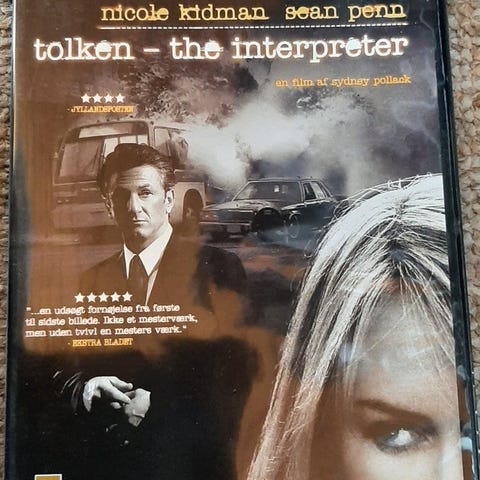 nicole kidman sean penn
tolken - the interpreter
en film af sydney pollack
- JYLLANDSPOSTEN
"...en udsøgt fornøjelse fra første
til sidste billede. Ikke et mesterværk,
men uden tvivl en mesters værk."
- EKSTRA BLADET